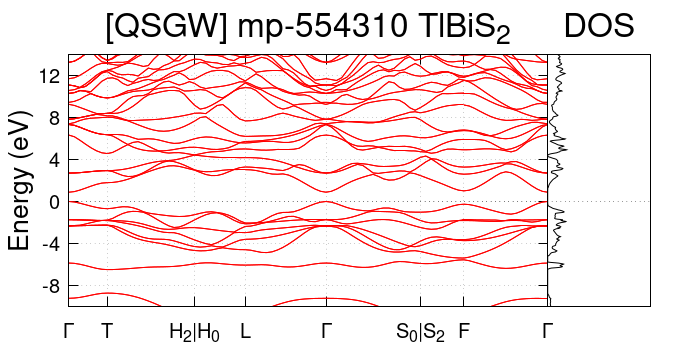 [QSGW] mp-554310 TlBiS2 DOS
Energy (eV)
12
8
4
0
-4
-8
Γ T H2|H0 L Γ S0|S2 F Γ